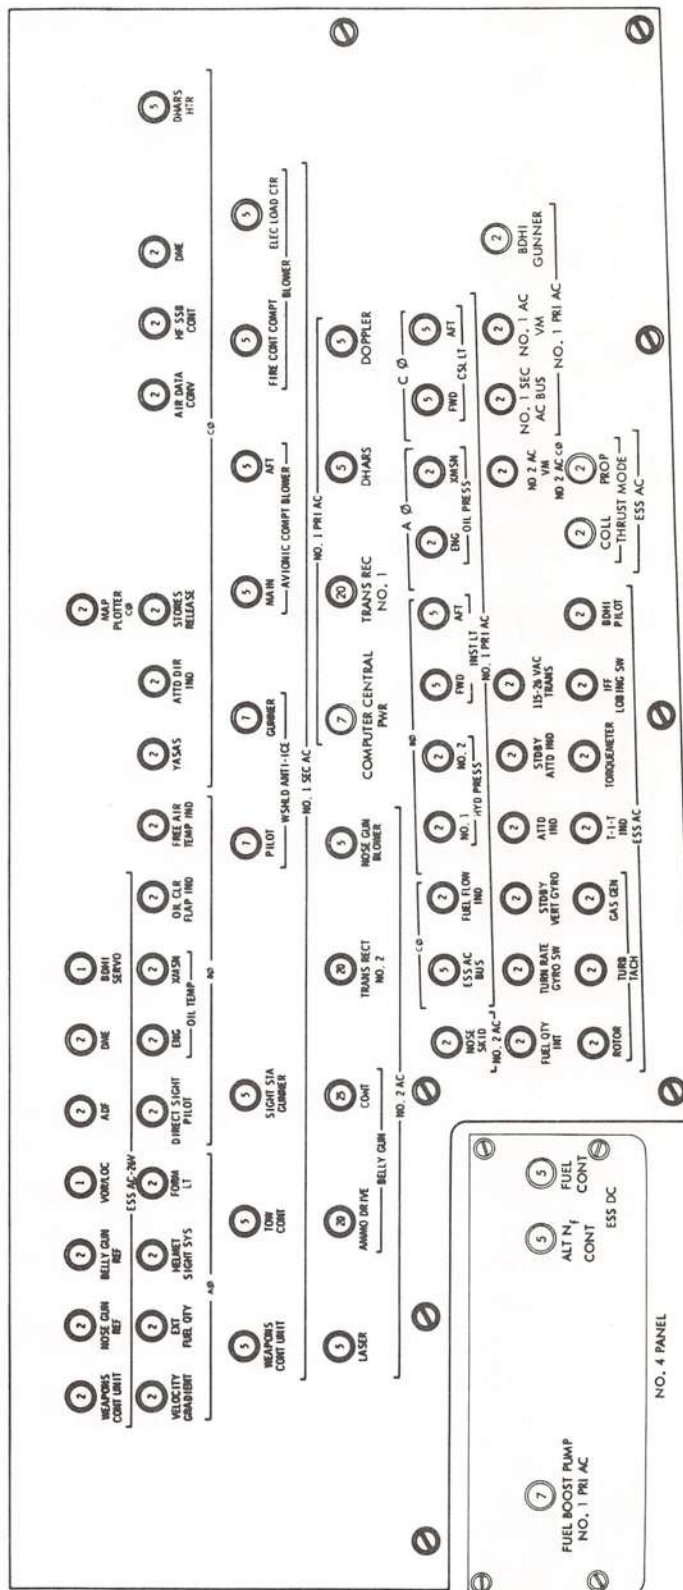 2 2 2 1 2 2 1 2
WEAPONS NOSE GUN BELLY GUN VOR/LOC ADF DME BDHI MAP
CONT UNIT REF REF SERVO PLOTTER
ESS AC-26V CØ
2 2 2 2 2 2 2 2 2 2 2 2 2 2 2 5
VELOCITY EXT HELMET FORM DIRECT SIGHT ENG XMSN OIL CLR FREE AIR YASAS ATTD DIR STORES AIR DATA HF SSB DME DHARS
GRADIENT FUEL QTY SIGHT SYS LT PILOT OIL TEMP FLAP IND TEMP IND IND RELEASE CONV CONT HTR
AØ BØ CØ
5 5 5 7 7 5 5 5 5
WEAPONS TOW SIGHT STA PILOT GUNNER MAIN AFT FIRE CONT COMPT ELEC LOAD CTR
CONT UNIT CONT GUNNER WSHLD ANTI-ICE AVIONIC COMPT BLOWER BLOWER
NO. 1 SEC AC
NO. 1 PRI AC
5 20 25 20 5 7 20 5 5
LASER AMMO DRIVE CONT TRANS RECT NOSE GUN COMPUTER CENTRAL TRANS REC DHARS DOPPLER
BELLY GUN NO. 2 BLOWER PWR NO. 1
NO. 2 AC
CØ BØ A Ø C Ø
2 5 2 2 2 5 5 2 2 5 5
NOSE ESS AC FUEL FLOW NO. 1 NO. 2 FWD AFT ENG XMSN FWD AFT
SKID BUS IND HYD PRESS INST LT OIL PRESS CSL LT
NO. 2 AC NO. 1 PRI AC
2 2 2 2 2 2 2 2 2 2
FUEL QTY TURN RATE STDBY ATTD STDBY 115-26 VAC NO 2 AC NO. 1 SEC NO. 1 AC BDHI
INT GYRO SW VERT GYRO IND ATTD IND TRANS VM AC BUS VM GUNNER
NO 2 AC CØ NO. 1 PRI AC
2 2 2 2 2 2 2 2 2
ROTOR TURB GAS GEN T-I-T TORQUEMETER IFF BDHI COLL PROP
TACH IND LOBING SW PILOT THRUST MODE
ESS AC ESS AC
7 5 5
FUEL BOOST PUMP ALT Nf FUEL
NO. 1 PRI AC CONT CONT
ESS DC
NO. 4 PANEL